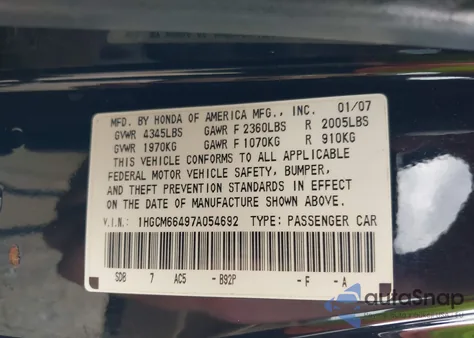 MFD. BY HONDA OF AMERICA MFG., INC. 01/07
GVWR 4345LBS GAWR F 2360LBS R 2005LBS
GVWR 1970KG GAWR F 1070KG R 910KG
THIS VEHICLE CONFORMS TO ALL APPLICABLE
FEDERAL MOTOR VEHICLE SAFETY, BUMPER,
AND THEFT PREVENTION STANDARDS IN EFFECT
ON THE DATE OF MANUFACTURE SHOWN ABOVE.
V.I.N. 1HGCM66497A054692 TYPE: PASSENGER CAR
SDB 7 AC5 - B92P - F - A
autoSnap